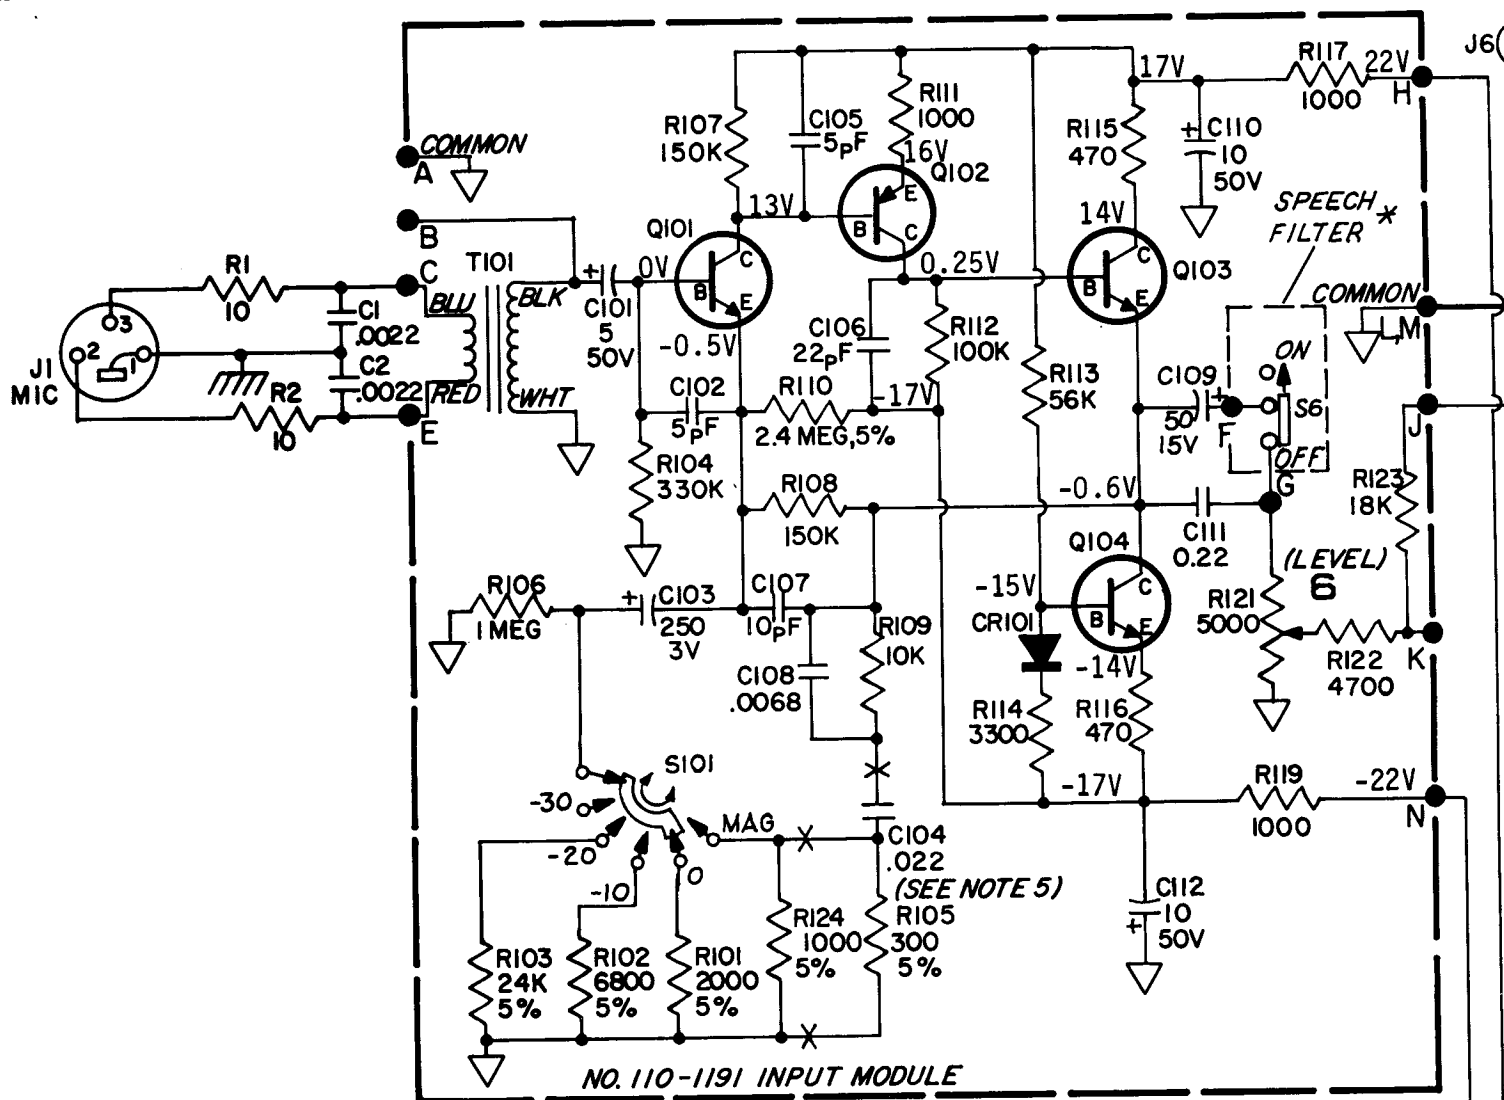 J6
R117
22V
17V
1000
H
R111
1000
C105
5pF
R107
150K
R115
470
C110
+
10
50V
COMMON
A
16V
Q102
E
B
C
13V
14V
SPEECH *
FILTER
B
Q101
C
T101
R1
10
BLU
BLK
+
C101
5
50V
0V
B
C
E
0.25V
B
C
E
Q103
COMMON
L,M
C1
.0022
3
2
1
J1
MIC
C2
.0022
R2
10
RED
WHT
E
-0.5V
C106
22pF
R112
100K
R113
56K
C102
5pF
R110
2.4 MEG,5%
-17V
C109
+
50
15V
F
ON
S6
OFF
G
J
R104
330K
R108
150K
-0.6V
R123
18K
C111
0.22
Q104
C
B
E
(LEVEL)
6
-15V
CR101
R106
1 MEG
+
C103
250
3V
C107
10pF
R109
10K
R121
5000
-14V
R122
4700
K
C108
.0068
R114
3300
R116
470
S101
-30
-20
-10
0
MAG
C104
.022
(SEE NOTE 5)
-17V
R119
1000
-22V
N
C112
10
+
50V
R103
24K
5%
R102
6800
5%
R101
2000
5%
R124
1000
5%
R105
300
5%
NO. 110-1191 INPUT MODULE